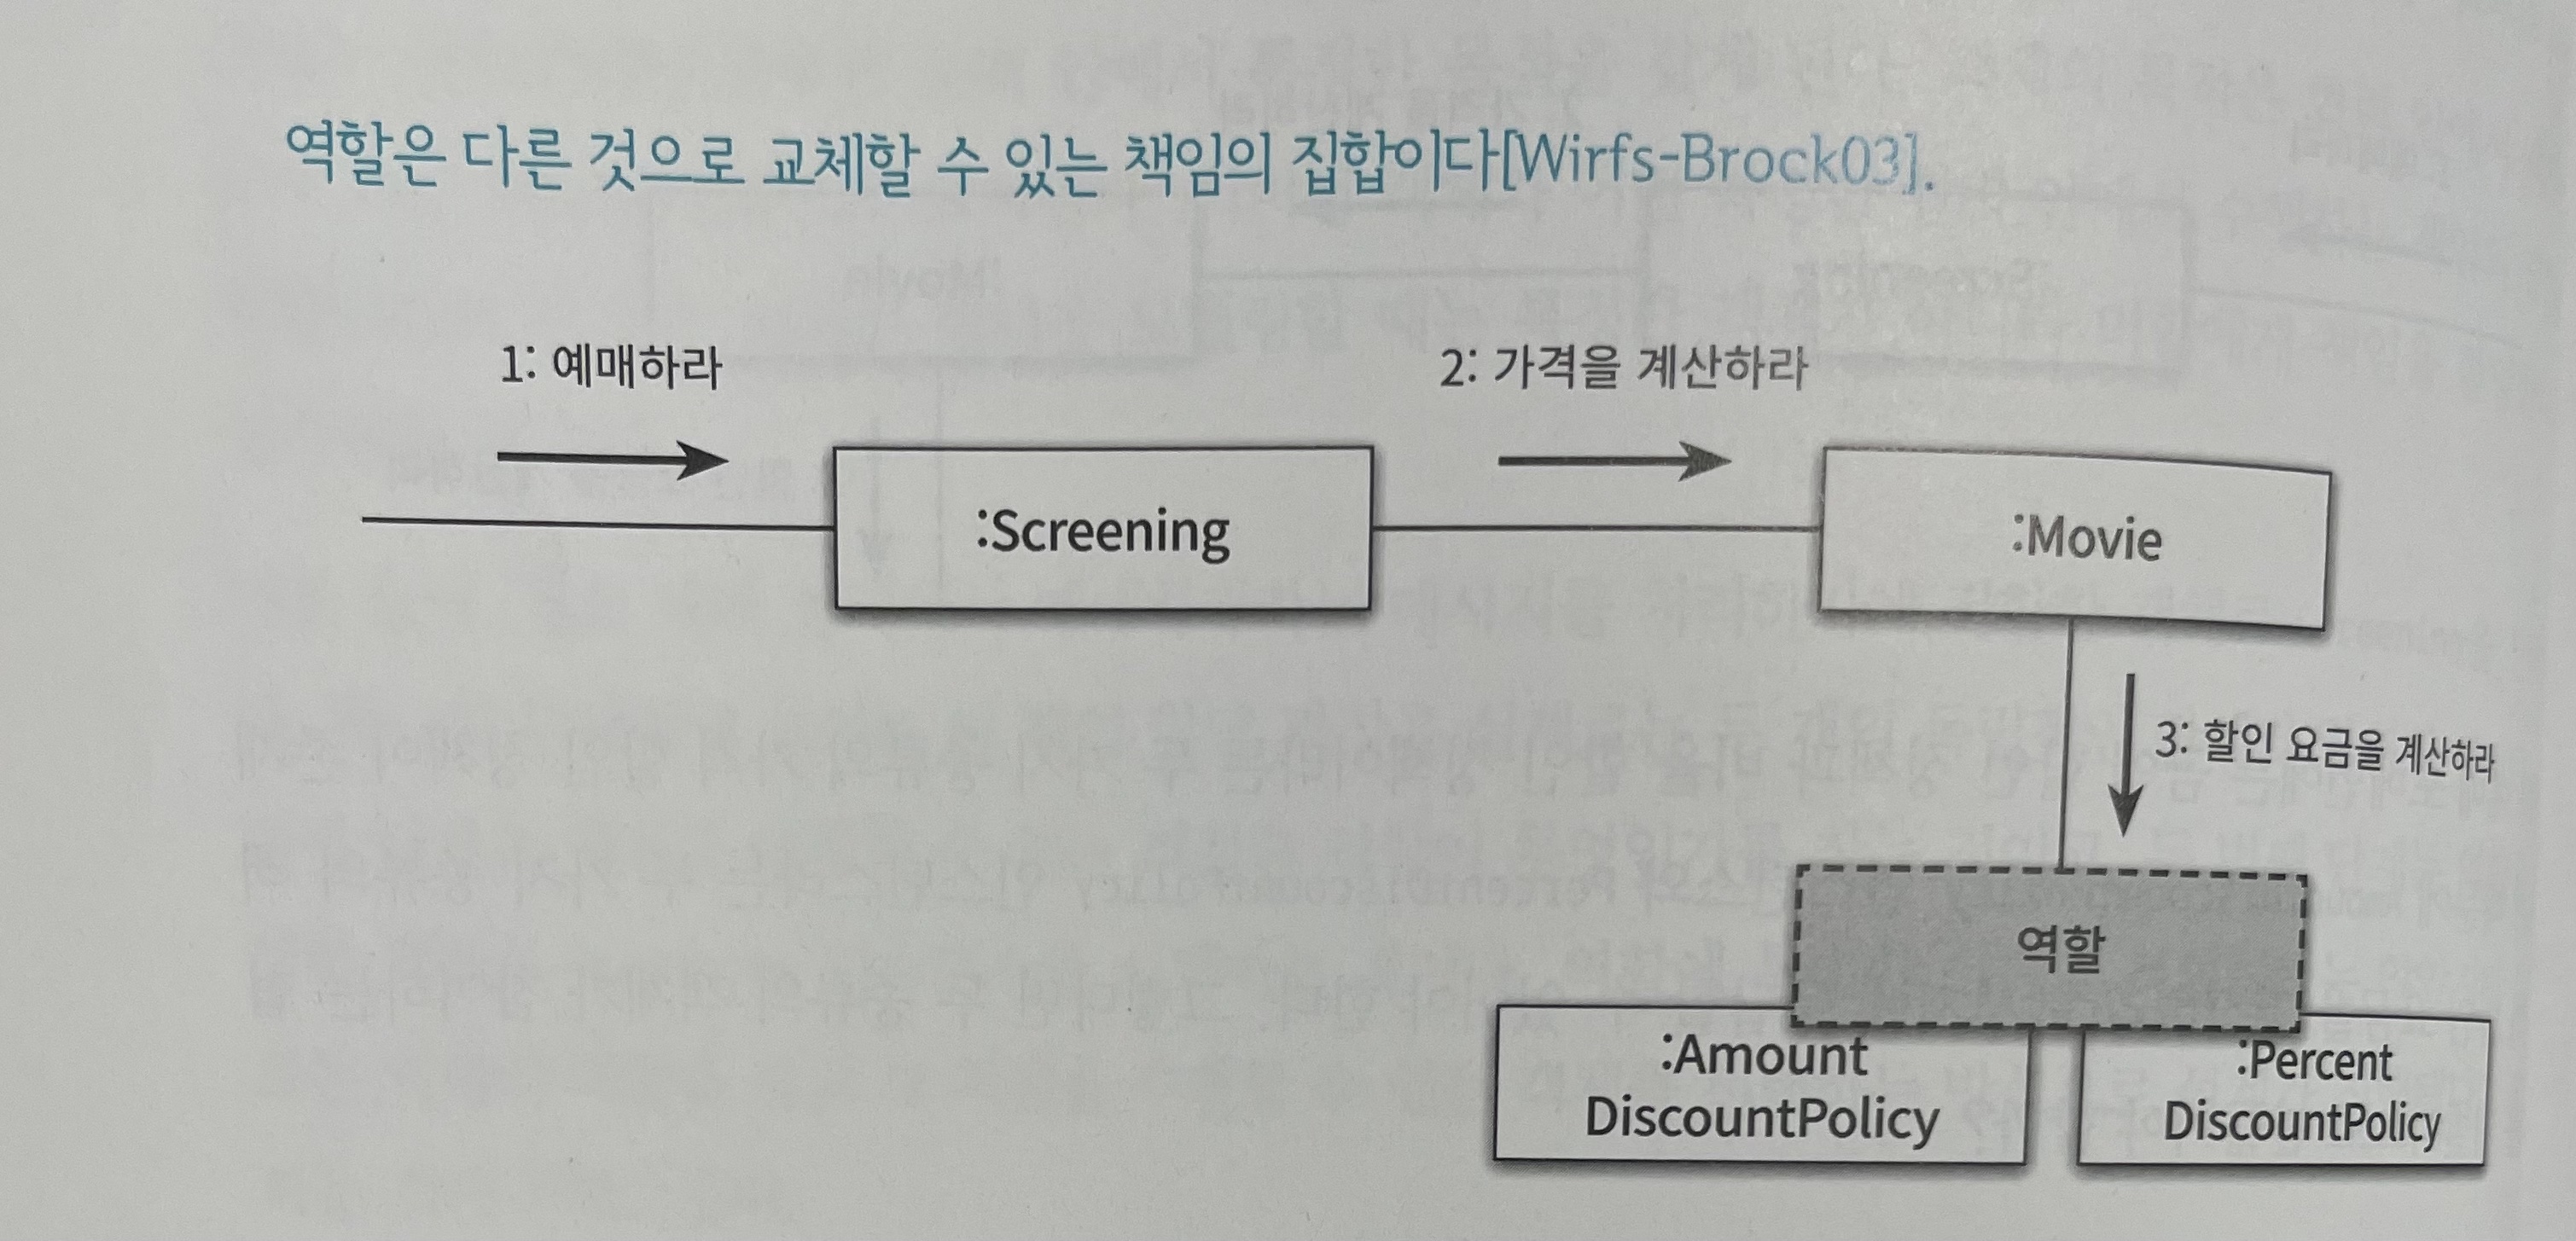 역할은 다른 것으로 교체할 수 있는 책임의 집합이다[Wirfs-Brock03].
1: 예매하라
2: 가격을 계산하라
:Screening
:Movie
3: 할인 요금을 계산하라
역할
:Amount
DiscountPolicy
:Percent
DiscountPolicy